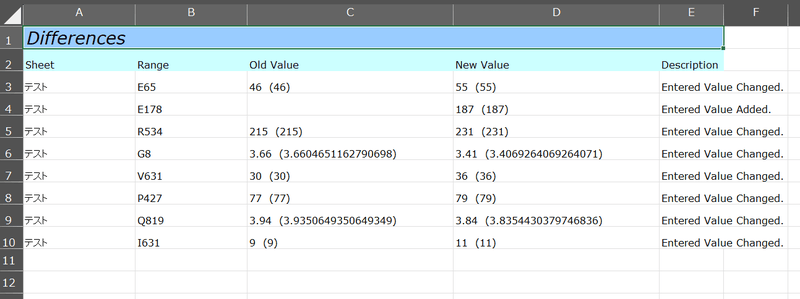 A B C D E F
1 Differences
2 Sheet Range Old Value New Value Description
3 テスト E65 46  (46) 55  (55) Entered Value Changed.
4 テスト E178 187  (187) Entered Value Added.
5 テスト R534 215  (215) 231  (231) Entered Value Changed.
6 テスト G8 3.66  (3.6604651162790698) 3.41  (3.4069264069264071) Entered Value Changed.
7 テスト V631 30  (30) 36  (36) Entered Value Changed.
8 テスト P427 77  (77) 79  (79) Entered Value Changed.
9 テスト Q819 3.94  (3.9350649350649349) 3.84  (3.8354430379746836) Entered Value Changed.
10 テスト I631 9  (9) 11  (11) Entered Value Changed.
11
12